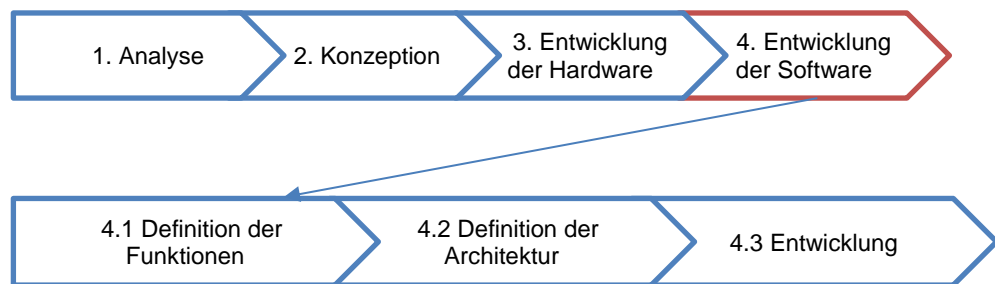 1. Analyse
2. Konzeption
3. Entwicklung
der Hardware
4. Entwicklung
der Software
4.1 Definition der
Funktionen
4.2 Definition der
Architektur
4.3 Entwicklung